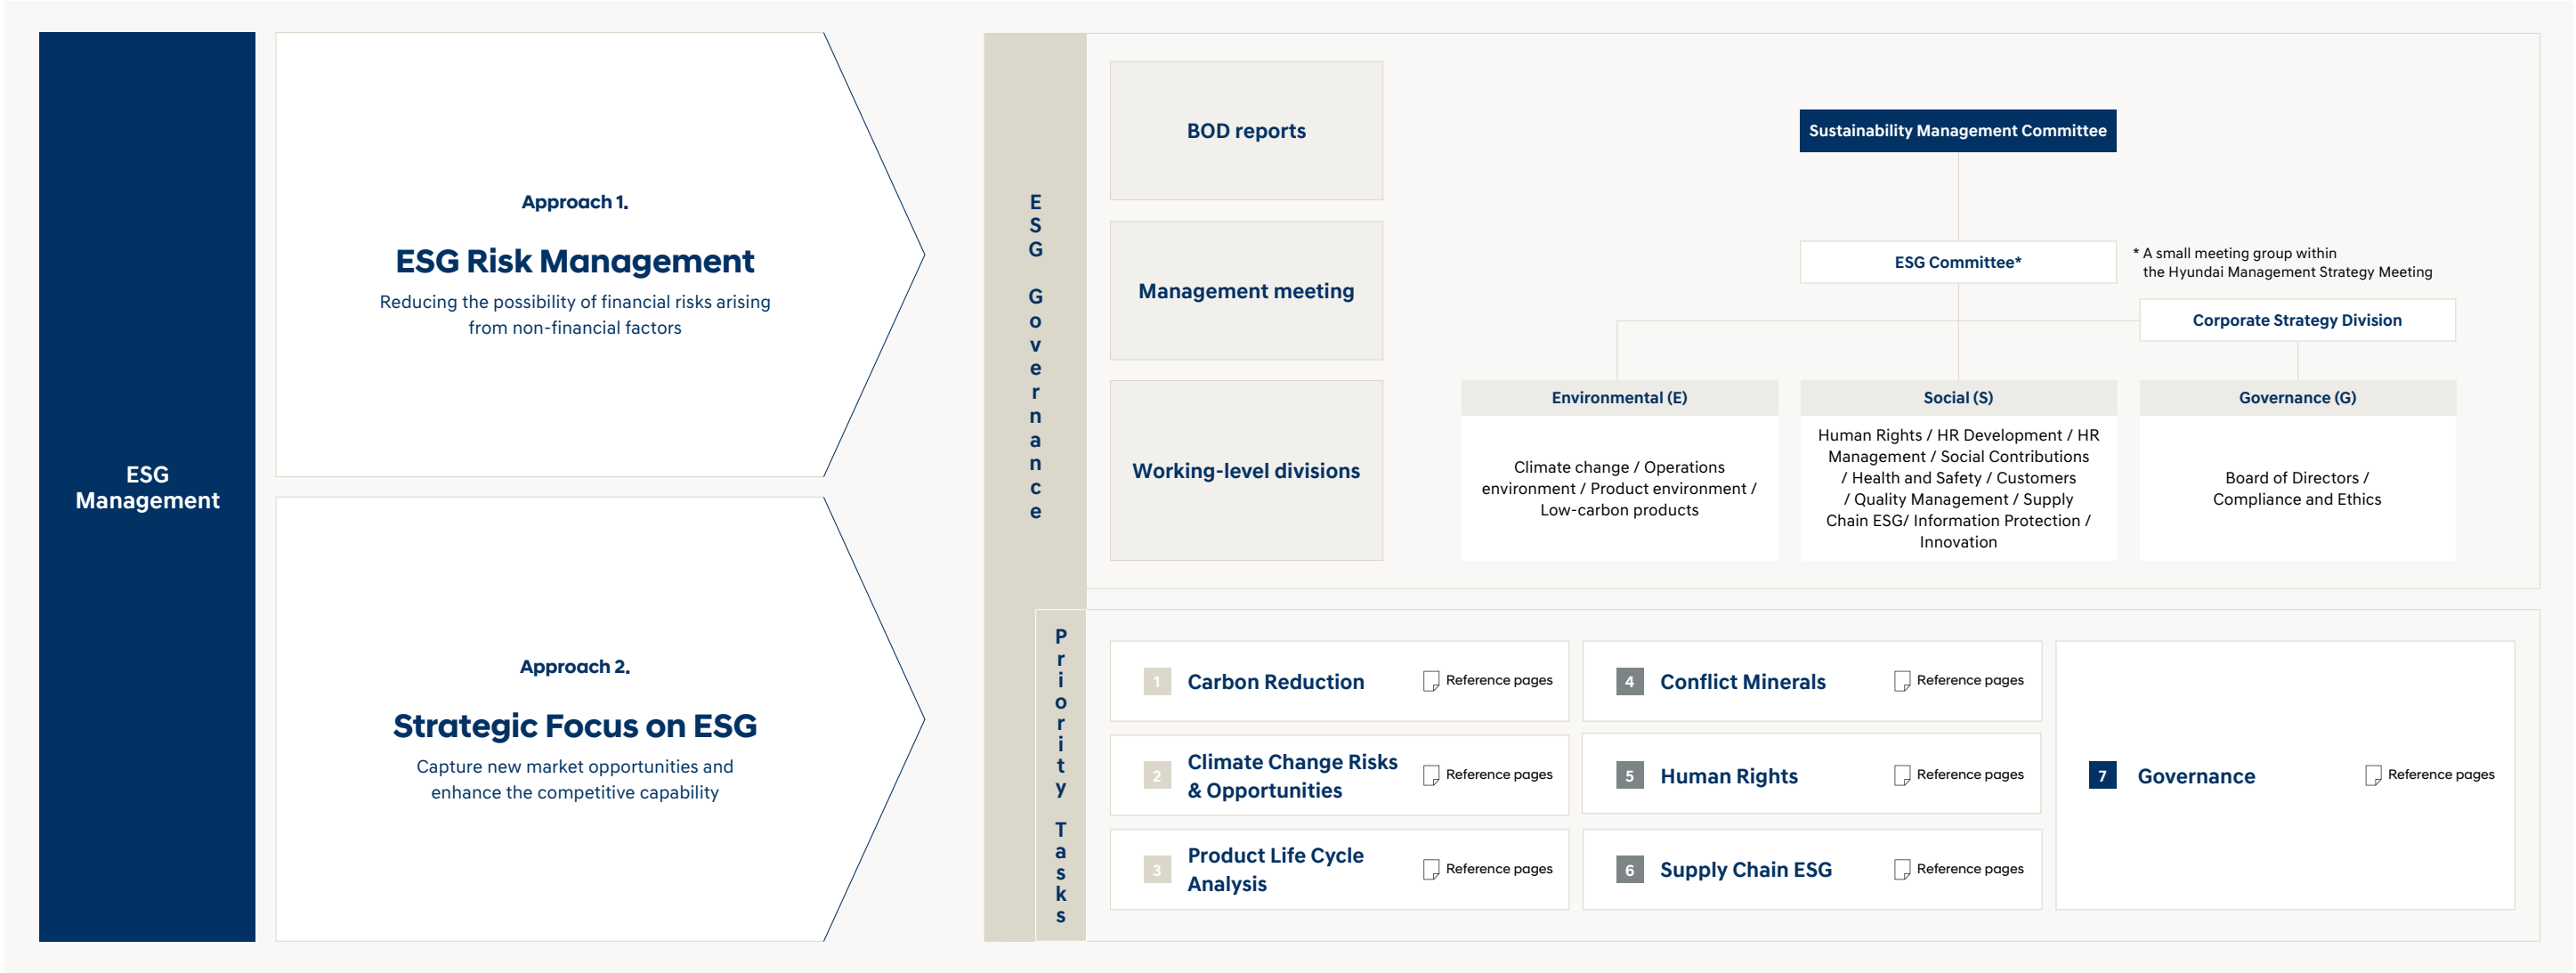 ESG
Management
Approach 1.
ESG Risk Management
Reducing the possibility of financial risks arising
from non-financial factors
Approach 2.
Strategic Focus on ESG
Capture new market opportunities and
enhance the competitive capability
ESG Governance
BOD reports
Management meeting
Working-level divisions
Sustainability Management Committee
ESG Committee*
* A small meeting group within
the Hyundai Management Strategy Meeting
Corporate Strategy Division
Environmental (E)
Climate change / Operations
environment / Product environment /
Low-carbon products
Social (S)
Human Rights / HR Development / HR
Management / Social Contributions
/ Health and Safety / Customers
/ Quality Management / Supply
Chain ESG/ Information Protection /
Innovation
Governance (G)
Board of Directors /
Compliance and Ethics
Priority Tasks
1 Carbon Reduction Reference pages
2 Climate Change Risks
& Opportunities Reference pages
3 Product Life Cycle
Analysis Reference pages
4 Conflict Minerals Reference pages
5 Human Rights Reference pages
6 Supply Chain ESG Reference pages
7 Governance Reference pages